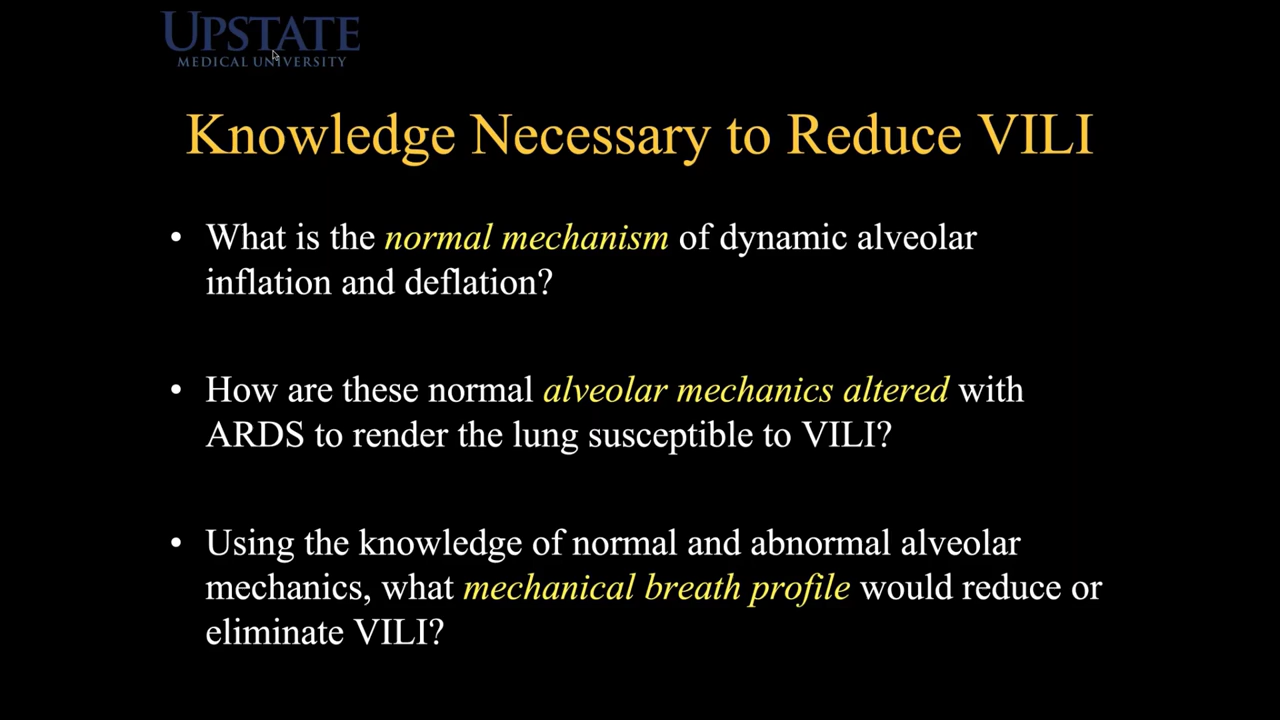 UPSTATE
MEDICAL UNIVERSITY
Knowledge Necessary to Reduce VILI
• What is the normal mechanism of dynamic alveolar
inflation and deflation?
• How are these normal alveolar mechanics altered with
ARDS to render the lung susceptible to VILI?
• Using the knowledge of normal and abnormal alveolar
mechanics, what mechanical breath profile would reduce or
eliminate VILI?